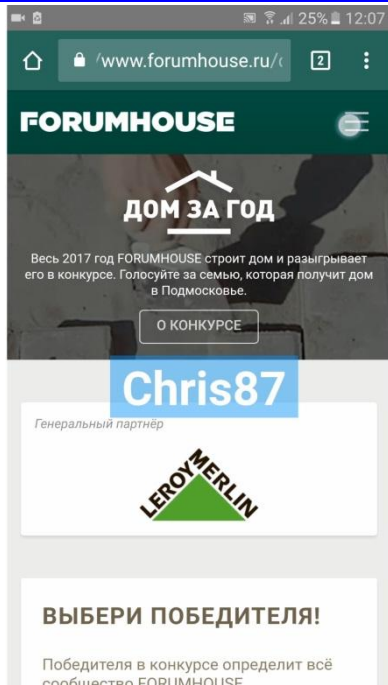 25% 12:07
/www.forumhouse.ru/
2
FORUMHOUSE
ДОМ ЗА ГОД
Весь 2017 год FORUMHOUSE строит дом и разыгрывает
его в конкурсе. Голосуйте за семью, которая получит дом
в Подмосковье.
О КОНКУРСЕ
Chris87
Генеральный партнёр
LEROY MERLIN
ВЫБЕРИ ПОБЕДИТЕЛЯ!
Победителя в конкурсе определит всё
сообщество FORUMHOUSE